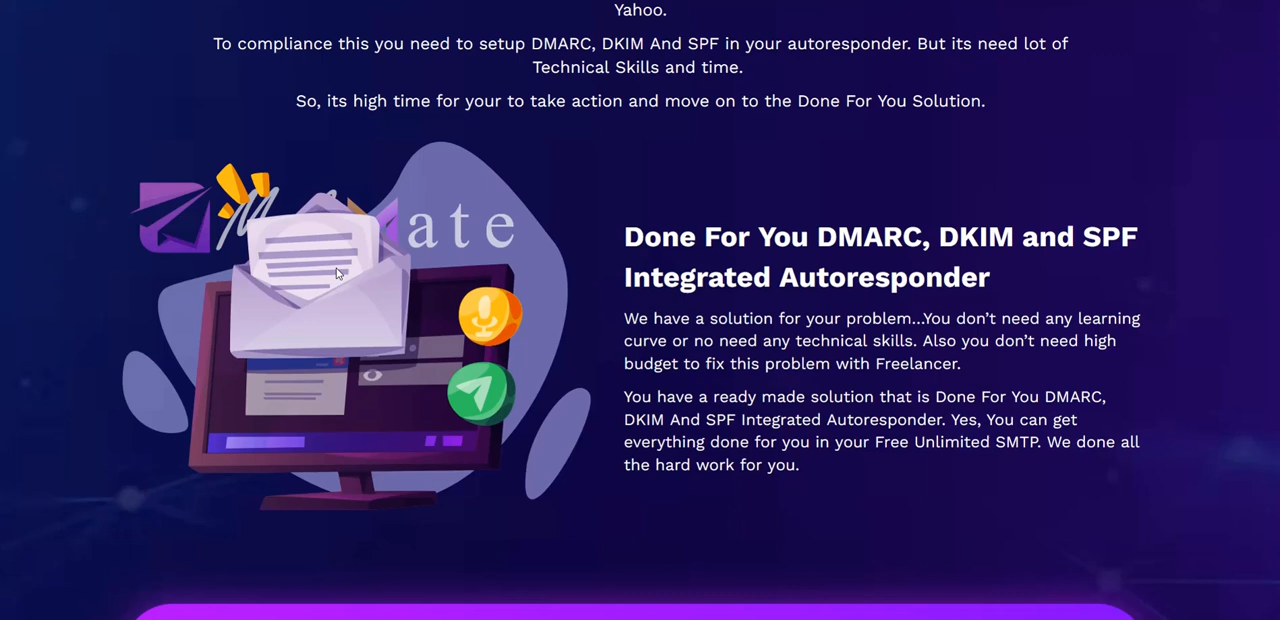 Yahoo.
To compliance this you need to setup DMARC, DKIM And SPF in your autoresponder. But its need lot of
Technical Skills and time.
So, its high time for your to take action and move on to the Done For You Solution.
Done For You DMARC, DKIM and SPF
Integrated Autoresponder
We have a solution for your problem...You don’t need any learning
curve or no need any technical skills. Also you don’t need high
budget to fix this problem with Freelancer.
You have a ready made solution that is Done For You DMARC,
DKIM And SPF Integrated Autoresponder. Yes, You can get
everything done for you in your Free Unlimited SMTP. We done all
the hard work for you.